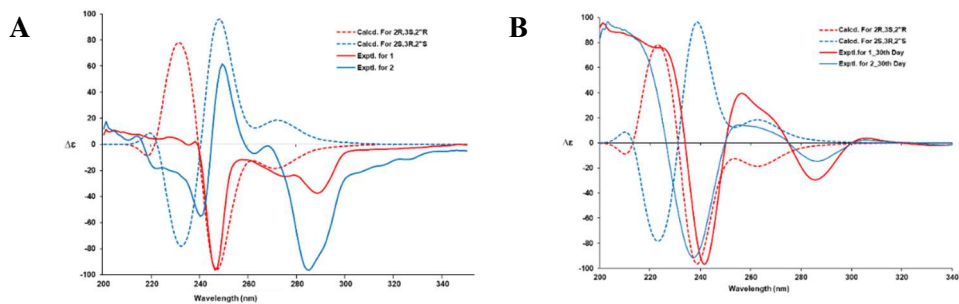 A
Calcd. For 2R,3S,2"R
Calcd. For 2S,3R,2"S
Exptl. for 1
Exptl. for 2
100
80
60
40
20
0
-20
-40
-60
-80
-100
Δε
200 220 240 260 280 300 320 340
Wavelength (nm)
B
Calcd. For 2R,3S,2"R
Calcd. For 2S,3R,2"S
Exptl.for 1_30th Day
Exptl. for 2_30th Day
100
80
60
40
20
0
-20
-40
-60
-80
-100
Δε
200 220 240 260 280 300 320 340
Wavelength (nm)